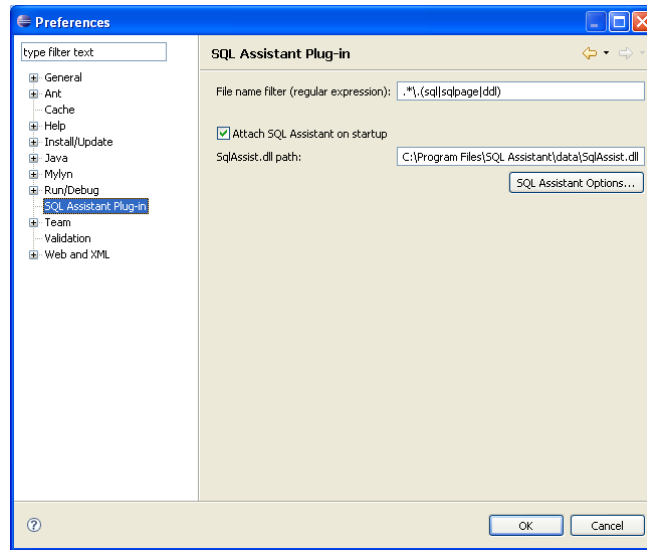 Preferences
type filter text
General
Ant
Cache
Help
Install/Update
Java
Mylyn
Run/Debug
SQL Assistant Plug-in
Team
Validation
Web and XML
SQL Assistant Plug-in
File name filter (regular expression): .*\.(sql|sqlpage|ddl)
Attach SQL Assistant on startup
SqlAssist.dll path: C:\Program Files\SQL Assistant\data\SqlAssist.dll
SQL Assistant Options...
OK Cancel